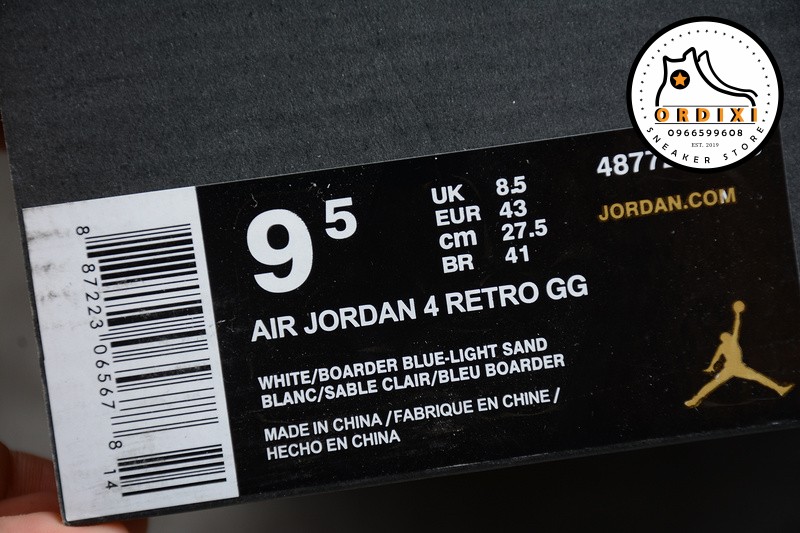 ORDIXI
0966599608
EST. 2019
SNEAKER STORE
9 5
UK 8.5
EUR 43
cm 27.5
BR 41
JORDAN.COM
AIR JORDAN 4 RETRO GG
WHITE/BOARDER BLUE-LIGHT SAND
BLANC/SABLE CLAIR/BLEU BOARDER
MADE IN CHINA / FABRIQUE EN CHINE /
HECHO EN CHINA
8 87223 06567 8 14